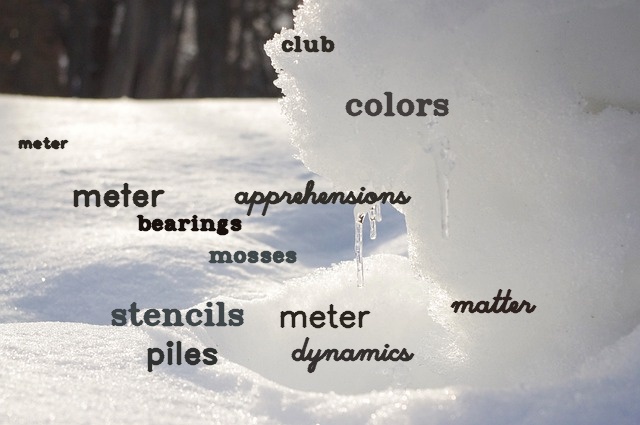 club
colors
meter
meter apprehensions
bearings
mosses
matter
stencils meter
piles dynamics